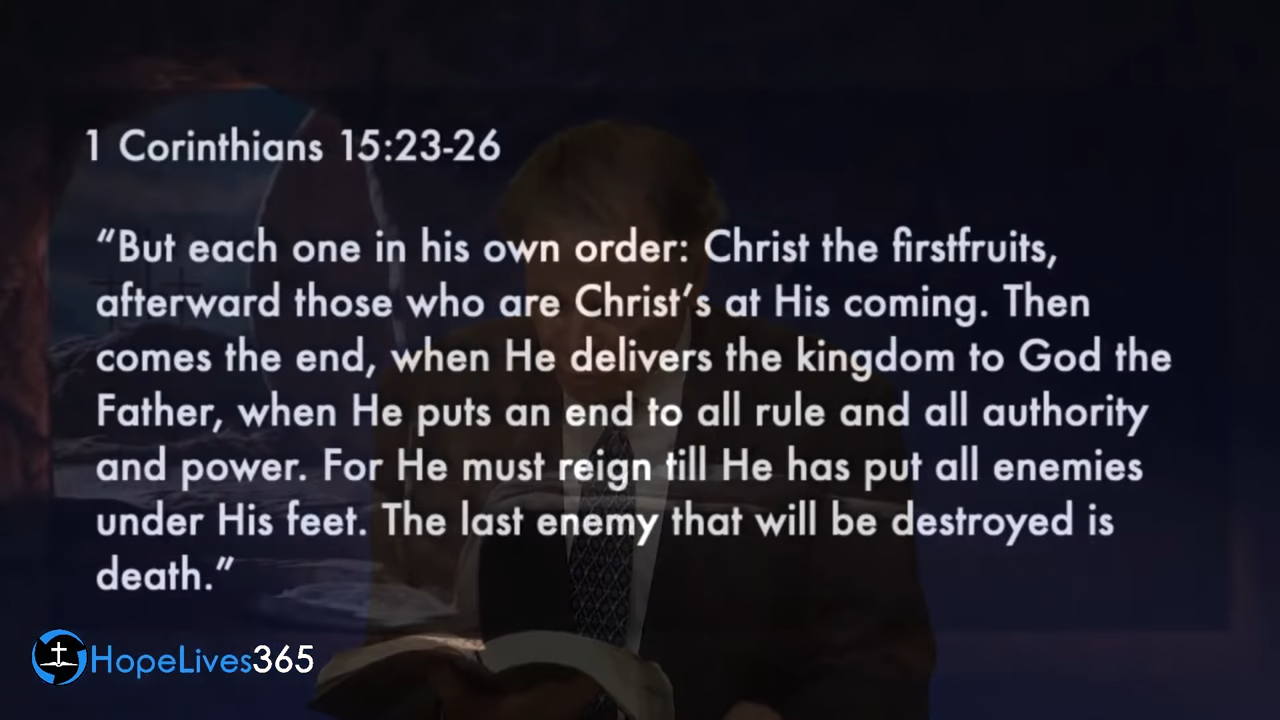 1 Corinthians 15:23-26
“But each one in his own order: Christ the firstfruits,
afterward those who are Christ’s at His coming. Then
comes the end, when He delivers the kingdom to God the
Father, when He puts an end to all rule and all authority
and power. For He must reign till He has put all enemies
under His feet. The last enemy that will be destroyed is
death.”
HopeLives365